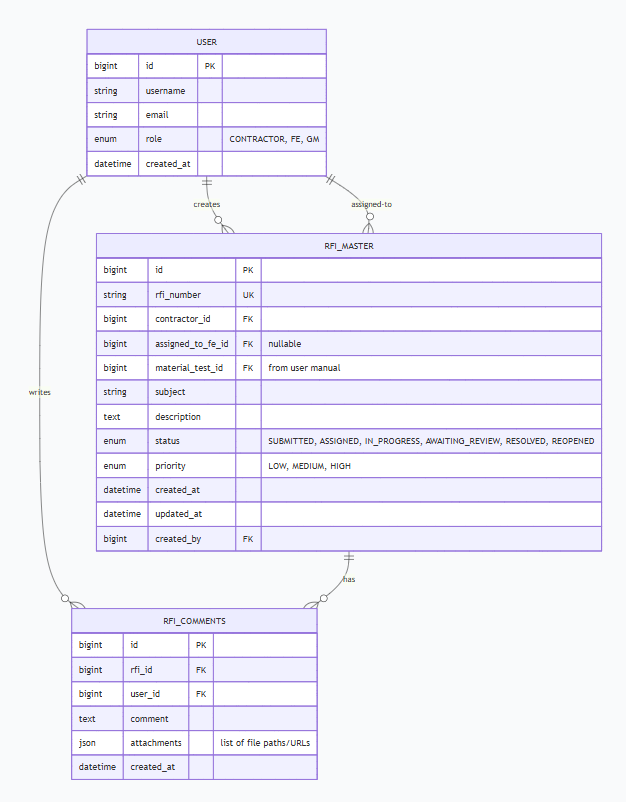 USER
bigint id PK
string username
string email
enum role CONTRACTOR, FE, GM
datetime created_at
creates
assigned-to
RFI_MASTER
bigint id PK
string rfi_number UK
bigint contractor_id FK
bigint assigned_to_fe_id FK nullable
bigint material_test_id FK from user manual
string subject
text description
enum status SUBMITTED, ASSIGNED, IN_PROGRESS, AWAITING_REVIEW, RESOLVED, REOPENED
enum priority LOW, MEDIUM, HIGH
datetime created_at
datetime updated_at
bigint created_by FK
writes
has
RFI_COMMENTS
bigint id PK
bigint rfi_id FK
bigint user_id FK
text comment
json attachments list of file paths/URLs
datetime created_at